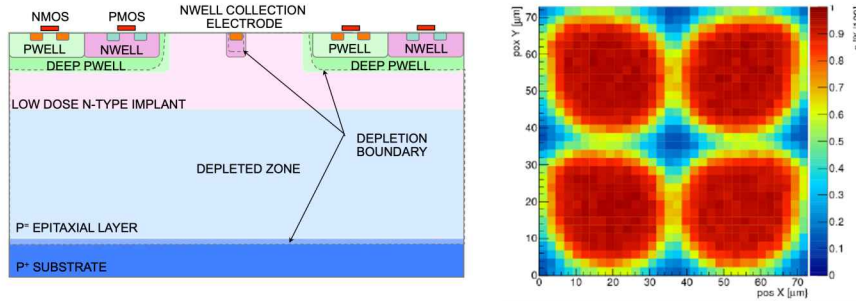 NMOS PMOS NWELL COLLECTION
ELECTRODE
PWELL NWELL PWELL NWELL
DEEP PWELL DEEP PWELL
LOW DOSE N-TYPE IMPLANT
DEPLETION
BOUNDARY
DEPLETED ZONE
P= EPITAXIAL LAYER
P+ SUBSTRATE
pox Y [μm]
70
60
50
40
30
20
10
0
0 10 20 30 40 50 60 70
pos X [μm]
1
0.9
0.8
0.7
0.6
0.5
0.4
0.3
0.2
0.1
0